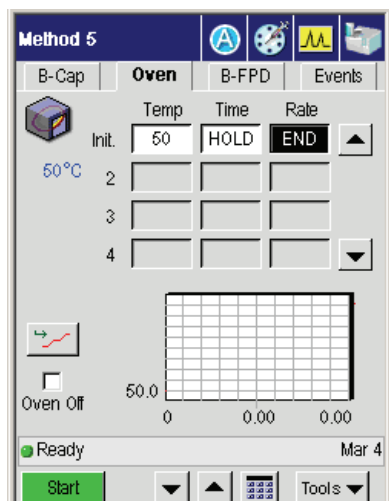 Method 5
B-Cap Oven B-FPD Events
Temp Time Rate
Init. 50 HOLD END
50°C
2
3
4
Oven Off
50.0
0 0.00 0.00
Ready Mar 4
Start Tools